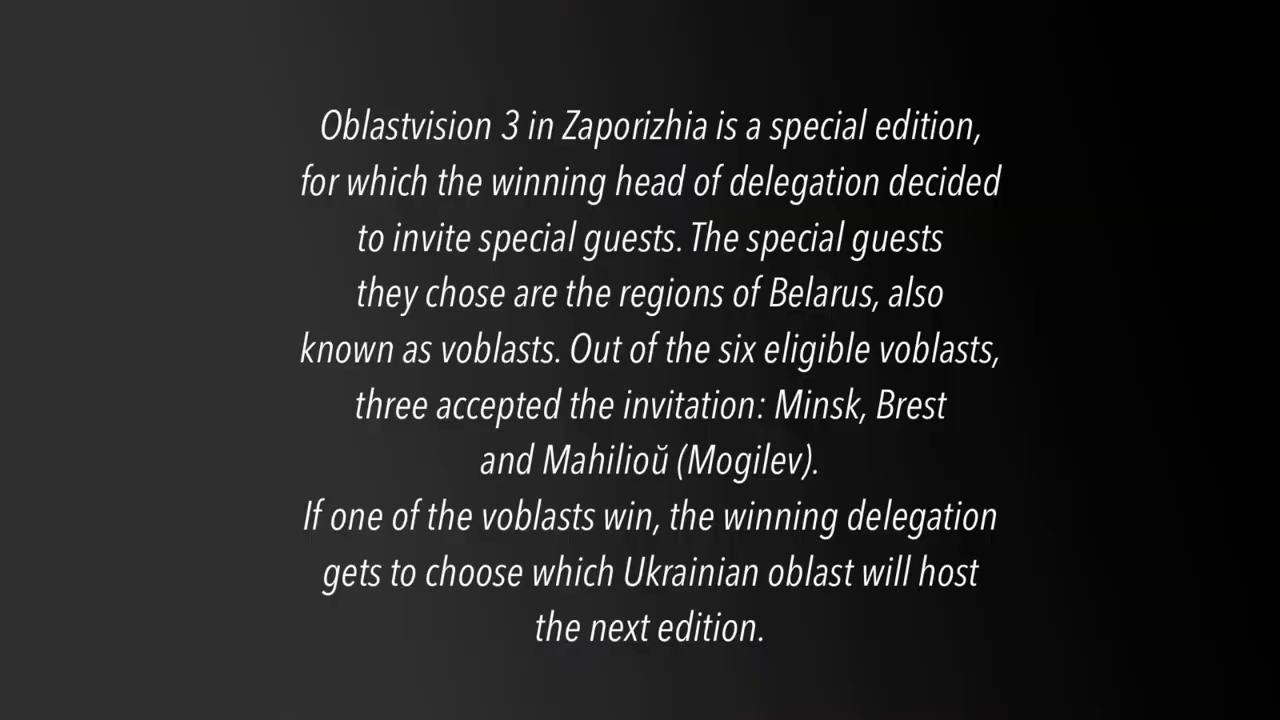 Oblastvision 3 in Zaporizhia is a special edition,
for which the winning head of delegation decided
to invite special guests. The special guests
they chose are the regions of Belarus, also
known as voblasts. Out of the six eligible voblasts,
three accepted the invitation: Minsk, Brest
and Mahilioŭ (Mogilev).
If one of the voblasts win, the winning delegation
gets to choose which Ukrainian oblast will host
the next edition.